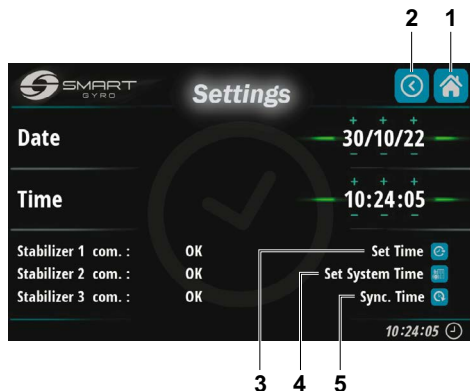 2 1
SMART
GYRO
Settings
+ + +
Date 30/10/22
− − −
+ + +
Time 10:24:05
− − −
Stabilizer 1 com. : OK Set Time
Stabilizer 2 com. : OK Set System Time
Stabilizer 3 com. : OK Sync. Time
10:24:05
3 4 5